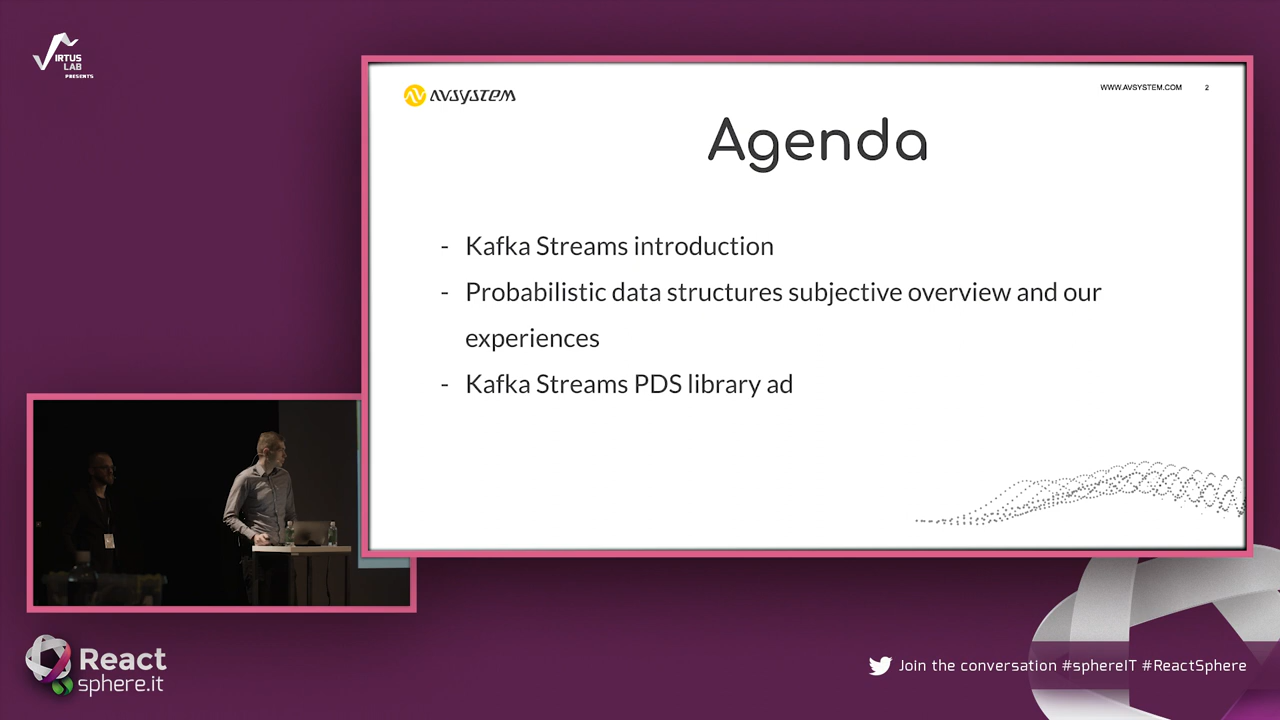 VIRTUS
LAB
PRESENTS
AVSYSTEM
WWW.AVSYSTEM.COM 2
Agenda
- Kafka Streams introduction
- Probabilistic data structures subjective overview and our
experiences
- Kafka Streams PDS library ad
React
sphere.it
Join the conversation #sphereIT #ReactSphere